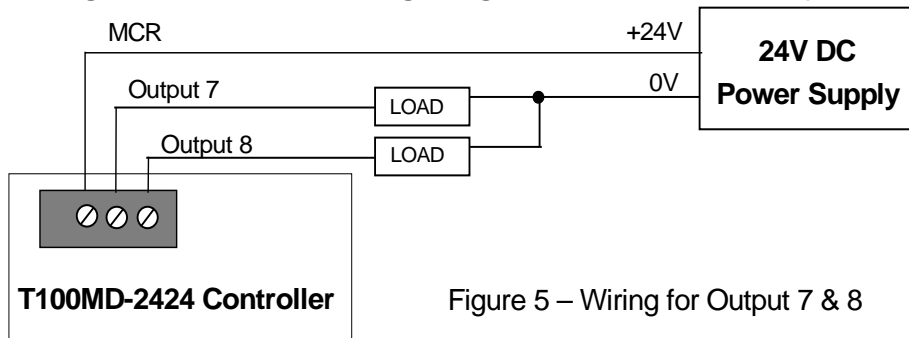 MCR
+24V
24V DC
Power Supply
Output 7
LOAD
0V
Output 8
LOAD
T100MD-2424 Controller
Figure 5 – Wiring for Output 7 & 8